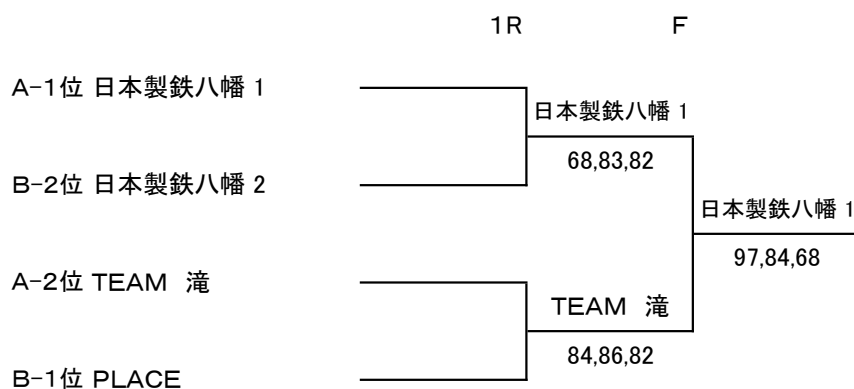 1R F
A-1位 日本製鉄八幡 1
日本製鉄八幡 1
68,83,82
B-2位 日本製鉄八幡 2
日本製鉄八幡 1
97,84,68
A-2位 TEAM 滝
TEAM 滝
84,86,82
B-1位 PLACE